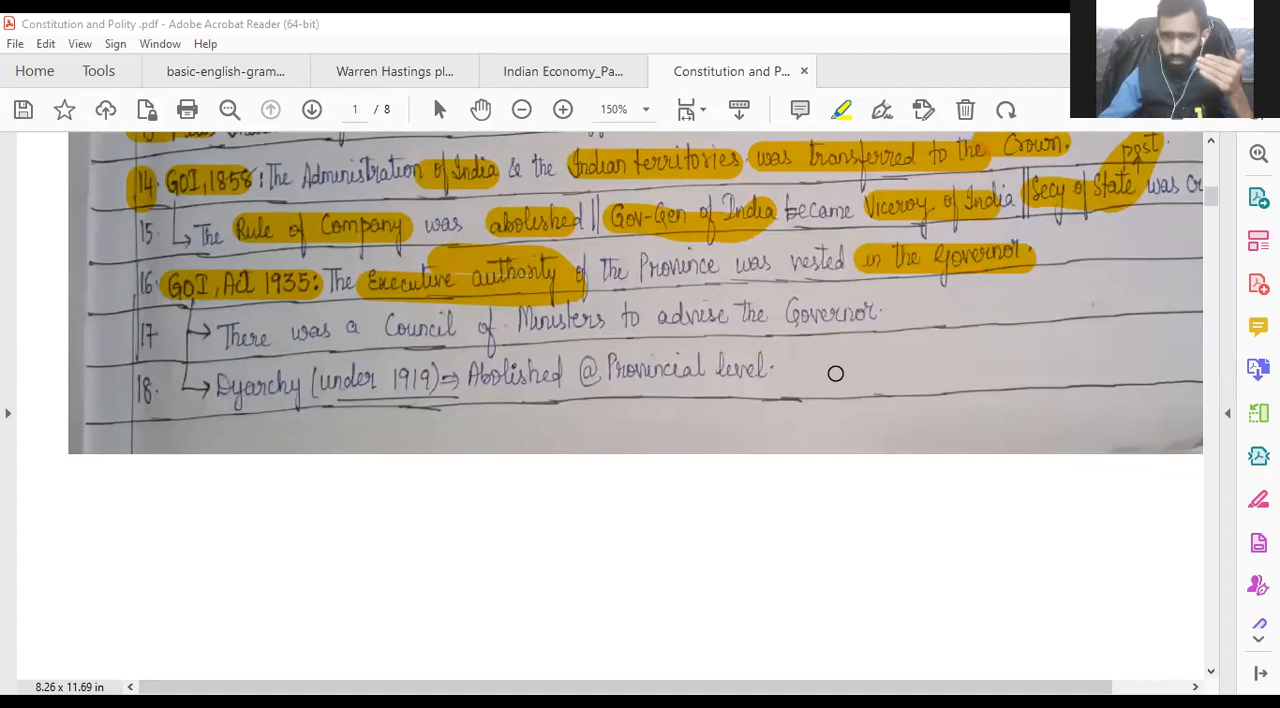 Constitution and Polity .pdf - Adobe Acrobat Reader (64-bit)
File Edit View Sign Window Help
Home Tools basic-english-gram... Warren Hastings pl... Indian Economy_Pa... Constitution and P... ×
1 / 8 150%
post
14. GOI, 1858: The Administration of India & the Indian territories was transferred to the Crown.
15. ↳ The Rule of Company was abolished || Gov-Gen of India became Viceroy of India || Secy of State was
16. GOI, Act 1935: The Executive authority of the Province was vested in the Governor.
17 → There was a Council of Ministers to advise the Governor.
18. → Dyarchy (under 1919) ⇒ Abolished @ Provincial level.
8.26 x 11.69 in